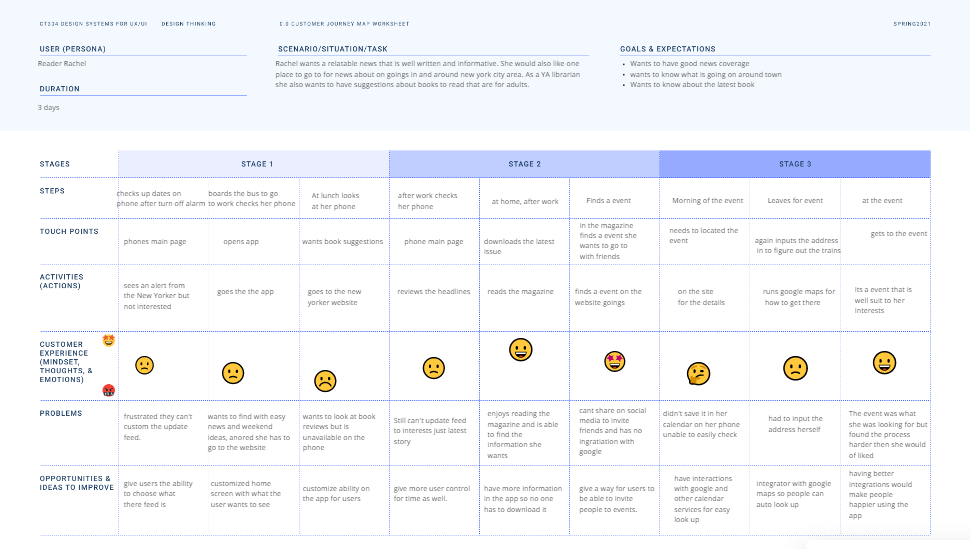 CT334 DESIGN SYSTEMS FOR UX/UI DESIGN THINKING 0.0 CUSTOMER JOURNEY MAP WORKSHEET SPRING2021
USER (PERSONA)
Reader Rachel
DURATION
3 days
SCENARIO/SITUATION/TASK
Rachel wants a relatable news that is well written and informative. She would also like one
place to go to for news about on goings in and around new york city area. As a YA librarian
she also wants to have suggestions about books to read that are for adults.
GOALS & EXPECTATIONS
• Wants to have good news coverage
• wants to know what is going on around town
• Wants to know about the latest book
STAGES
STAGE 1
STAGE 2
STAGE 3
STEPS
checks up dates on
phone after turn off alarm
boards the bus to go
to work checks her phone
At lunch looks
at her phone
after work checks
her phone
at home, after work
Finds a event
Morning of the event
Leaves for event
at the event
TOUCH POINTS
phones main page
opens app
wants book suggestions
phone main page
downloads the latest
issue
in the magazine
finds a event she
wants to go to
with friends
needs to located the
event
again inputs the address
in to figure out the trains
gets to the event
ACTIVITIES
(ACTIONS)
sees an alert from
the New Yorker but
not interested
goes the the app
goes to the new
yorker website
reviews the headlines
reads the magazine
finds a event on the
website goings
on the site
for the details
runs google maps for
how to get there
its a event that is
well suit to her
interests
CUSTOMER
EXPERIENCE
(MINDSET,
THOUGHTS, &
EMOTIONS)
PROBLEMS
frustrated they can't
custom the update
feed.
wants to find with easy
news and weekend
ideas, anored she has to
go to the website
wants to look at book
reviews but is
unavailable on the
phone
Still can't update feed
to interests just latest
story
enjoys reading the
magazine and is able
to find the
information she
wants
cant share on social
media to invite
friends and has no
ingratiation with
google
didn't save it in her
calendar on her phone
unable to easily check
had to input the
address herself
The event was what
she was looking for but
found the process
harder then she would
of liked
OPPORTUNITIES &
IDEAS TO IMPROVE
give users the ability
to choose what
there feed is
customized home
screen with what the
user wants to see
customize ability on
the app for users
give more user control
for time as well.
have more information
in the app so no one
has to download it
give a way for users to
be able to invite
people to events.
have interactions
with google and
other calendar
services for easy
look up
integrator with google
maps so people can
auto look up
having better
integrations would
make people
happier using the
app